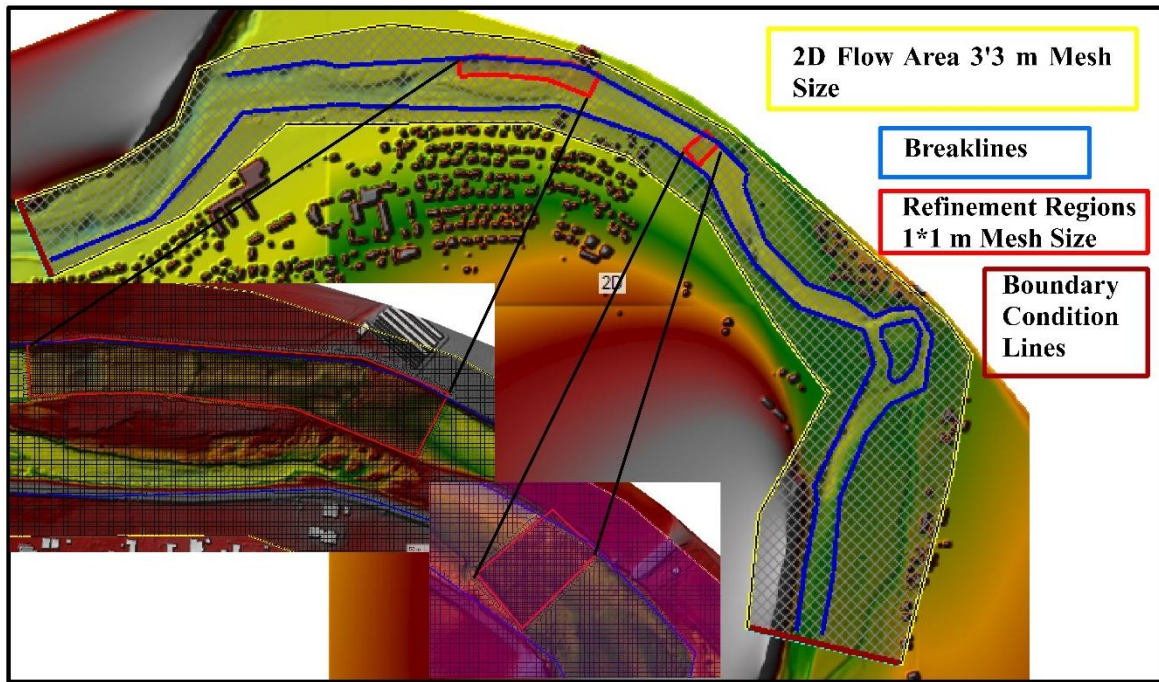 2D Flow Area 3'3 m Mesh
Size
Breaklines
Refinement Regions
1*1 m Mesh Size
Boundary
Condition
Lines
2D